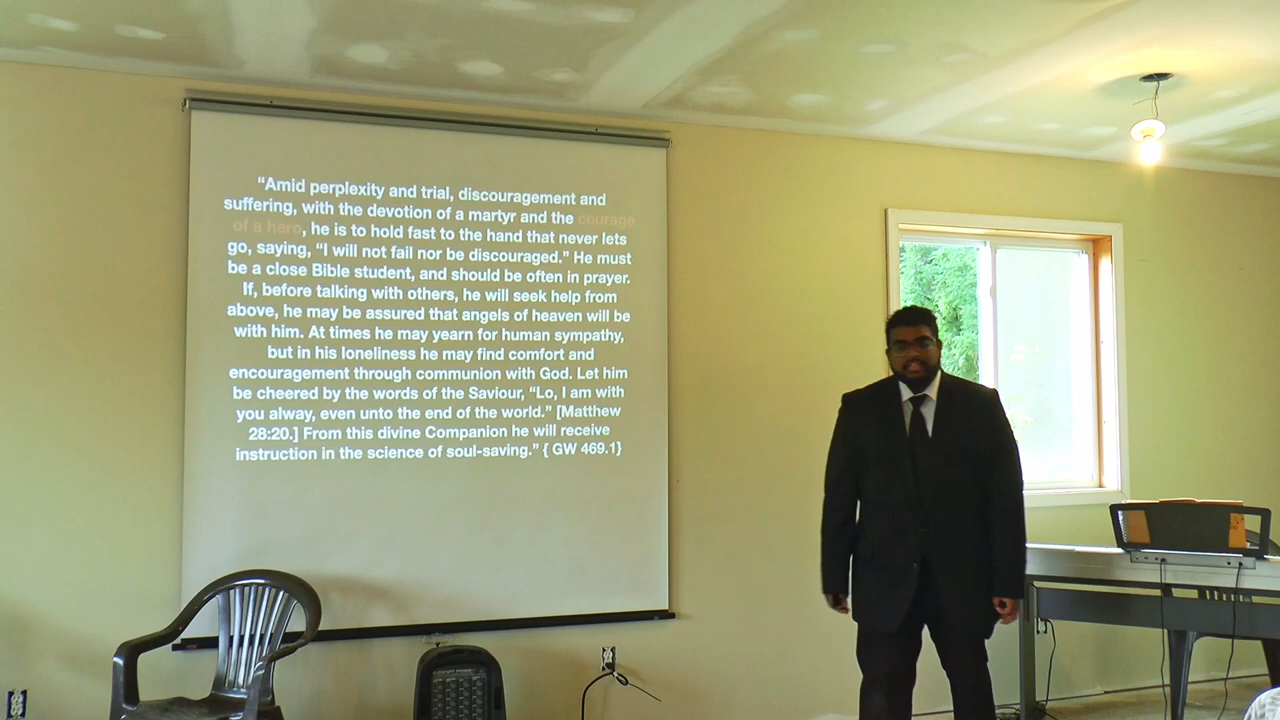 “Amid perplexity and trial, discouragement and
suffering, with the devotion of a martyr and the courage
of a hero, he is to hold fast to the hand that never lets
go, saying, “I will not fail nor be discouraged.” He must
be a close Bible student, and should be often in prayer.
If, before talking with others, he will seek help from
above, he may be assured that angels of heaven will be
with him. At times he may yearn for human sympathy,
but in his loneliness he may find comfort and
encouragement through communion with God. Let him
be cheered by the words of the Saviour, “Lo, I am with
you alway, even unto the end of the world.” [Matthew
28:20.] From this divine Companion he will receive
instruction in the science of soul-saving.” { GW 469.1}